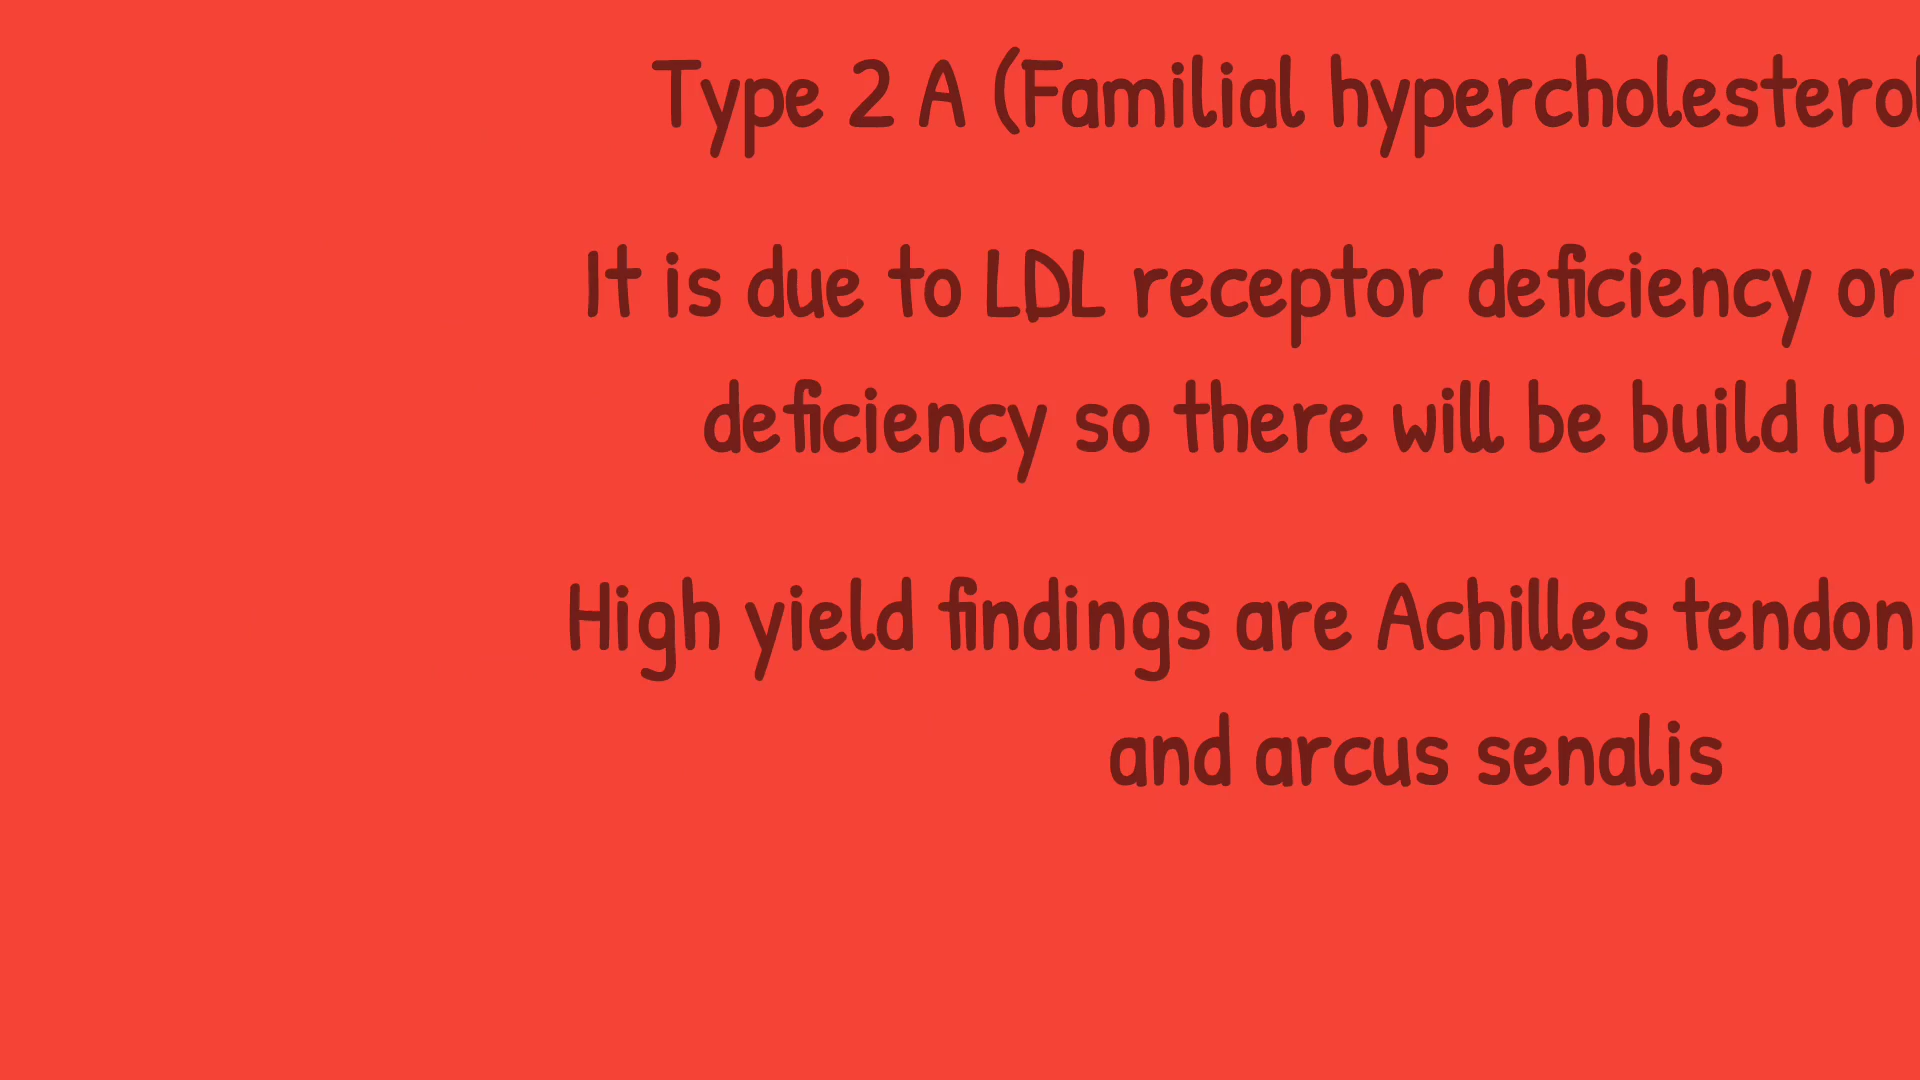 Type 2 A (Familial hypercholesterol
It is due to LDL receptor deficiency or
deficiency so there will be build up
High yield findings are Achilles tendon
and arcus senalis